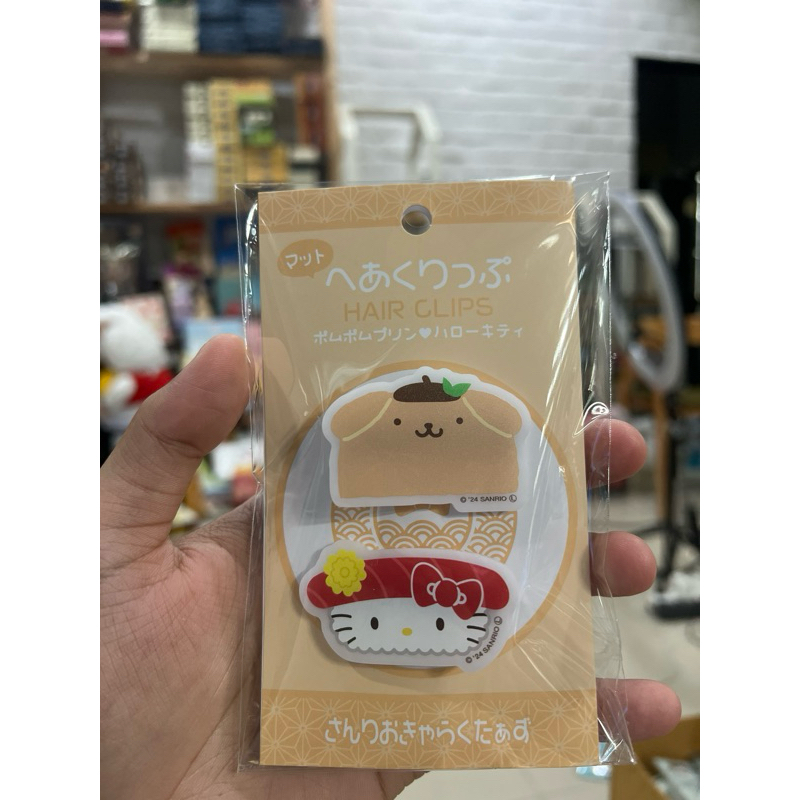 マット
へあくりっぷ
HAIR CLIPS
ポムポムプリン♥ハローキティ
© '24 SANRIO Ⓛ
© '24 SANRIO Ⓛ
さんりおきゃらくたぁず